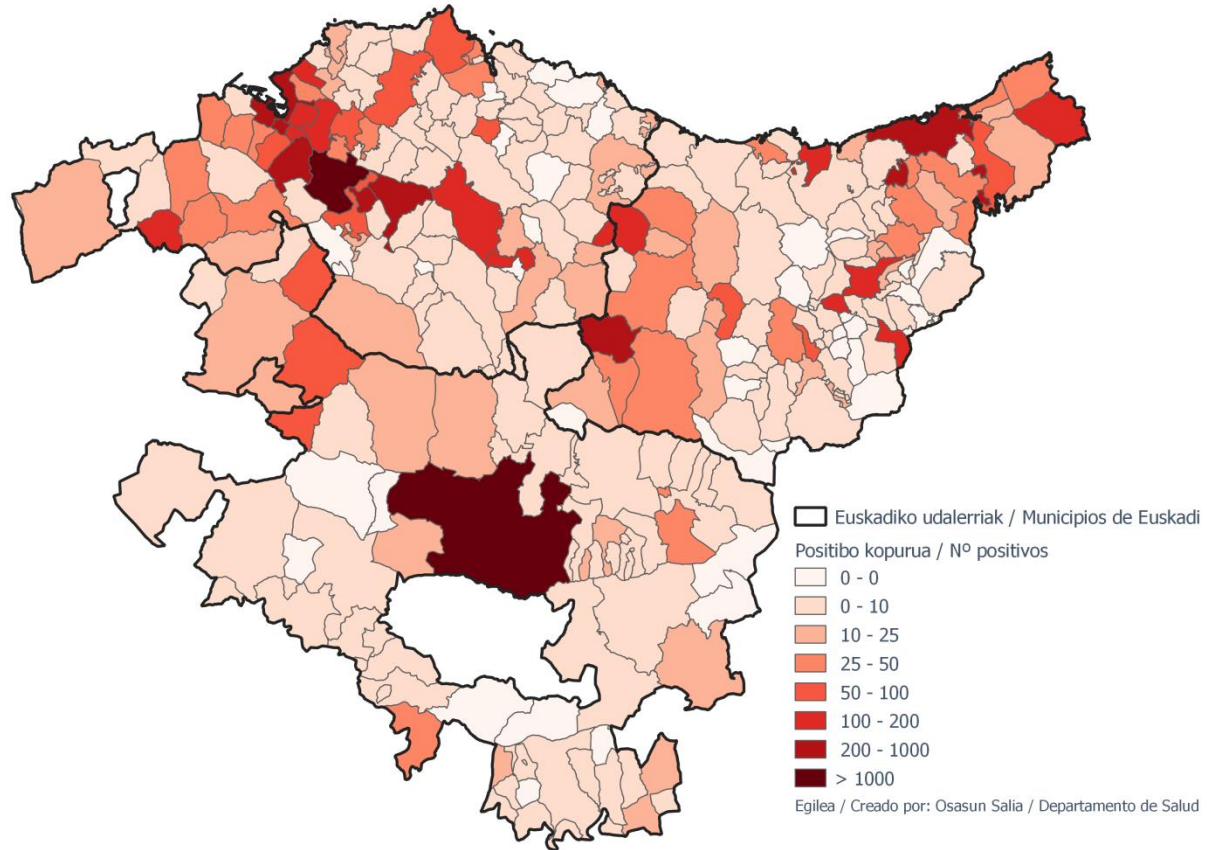 Euskadiko udalerriak / Municipios de Euskadi
Positibo kopurua / Nº positivos
0 - 0
0 - 10
10 - 25
25 - 50
50 - 100
100 - 200
200 - 1000
> 1000
Egilea / Creado por: Osasun Salia / Departamento de Salud